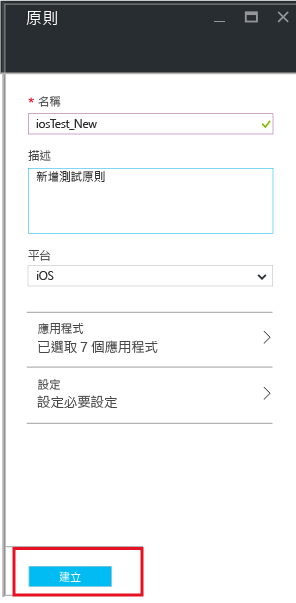 原則
* 名稱
iosTest_New
描述
新增測試原則
平台
iOS
應用程式
已選取 7 個應用程式
設定
設定必要設定
建立